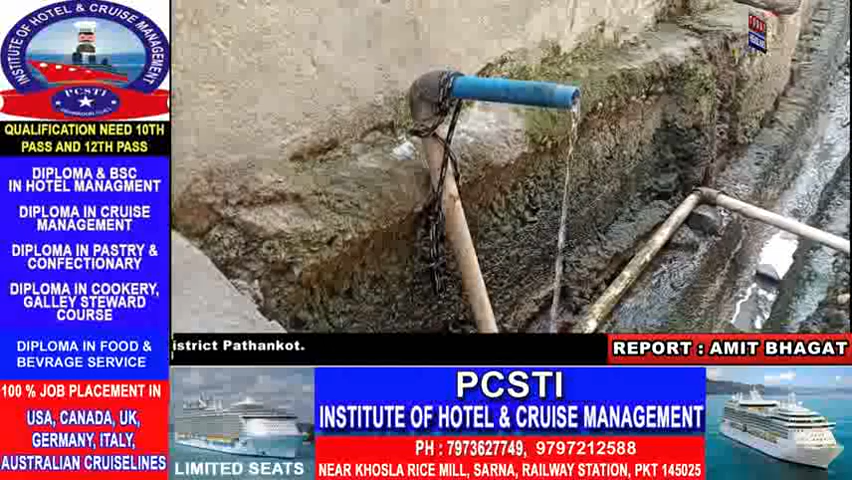 INSTITUTE OF HOTEL & CRUISE MANAGEMENT
PCSTI
QUALIFICATION NEED 10TH
PASS AND 12TH PASS
DIPLOMA & BSC
IN HOTEL MANAGMENT
DIPLOMA IN CRUISE
MANAGEMENT
DIPLOMA IN PASTRY &
CONFECTIONARY
DIPLOMA IN COOKERY,
GALLEY STEWARD
COURSE
DIPLOMA IN FOOD &
BEVRAGE SERVICE
100 % JOB PLACEMENT IN
USA, CANADA, UK,
GERMANY, ITALY,
AUSTRALIAN CRUISELINES
istrict Pathankot.
REPORT : AMIT BHAGAT
LIMITED SEATS
PCSTI
INSTITUTE OF HOTEL & CRUISE MANAGEMENT
PH : 7973627749, 9797212588
NEAR KHOSLA RICE MILL, SARNA, RAILWAY STATION, PKT 145025